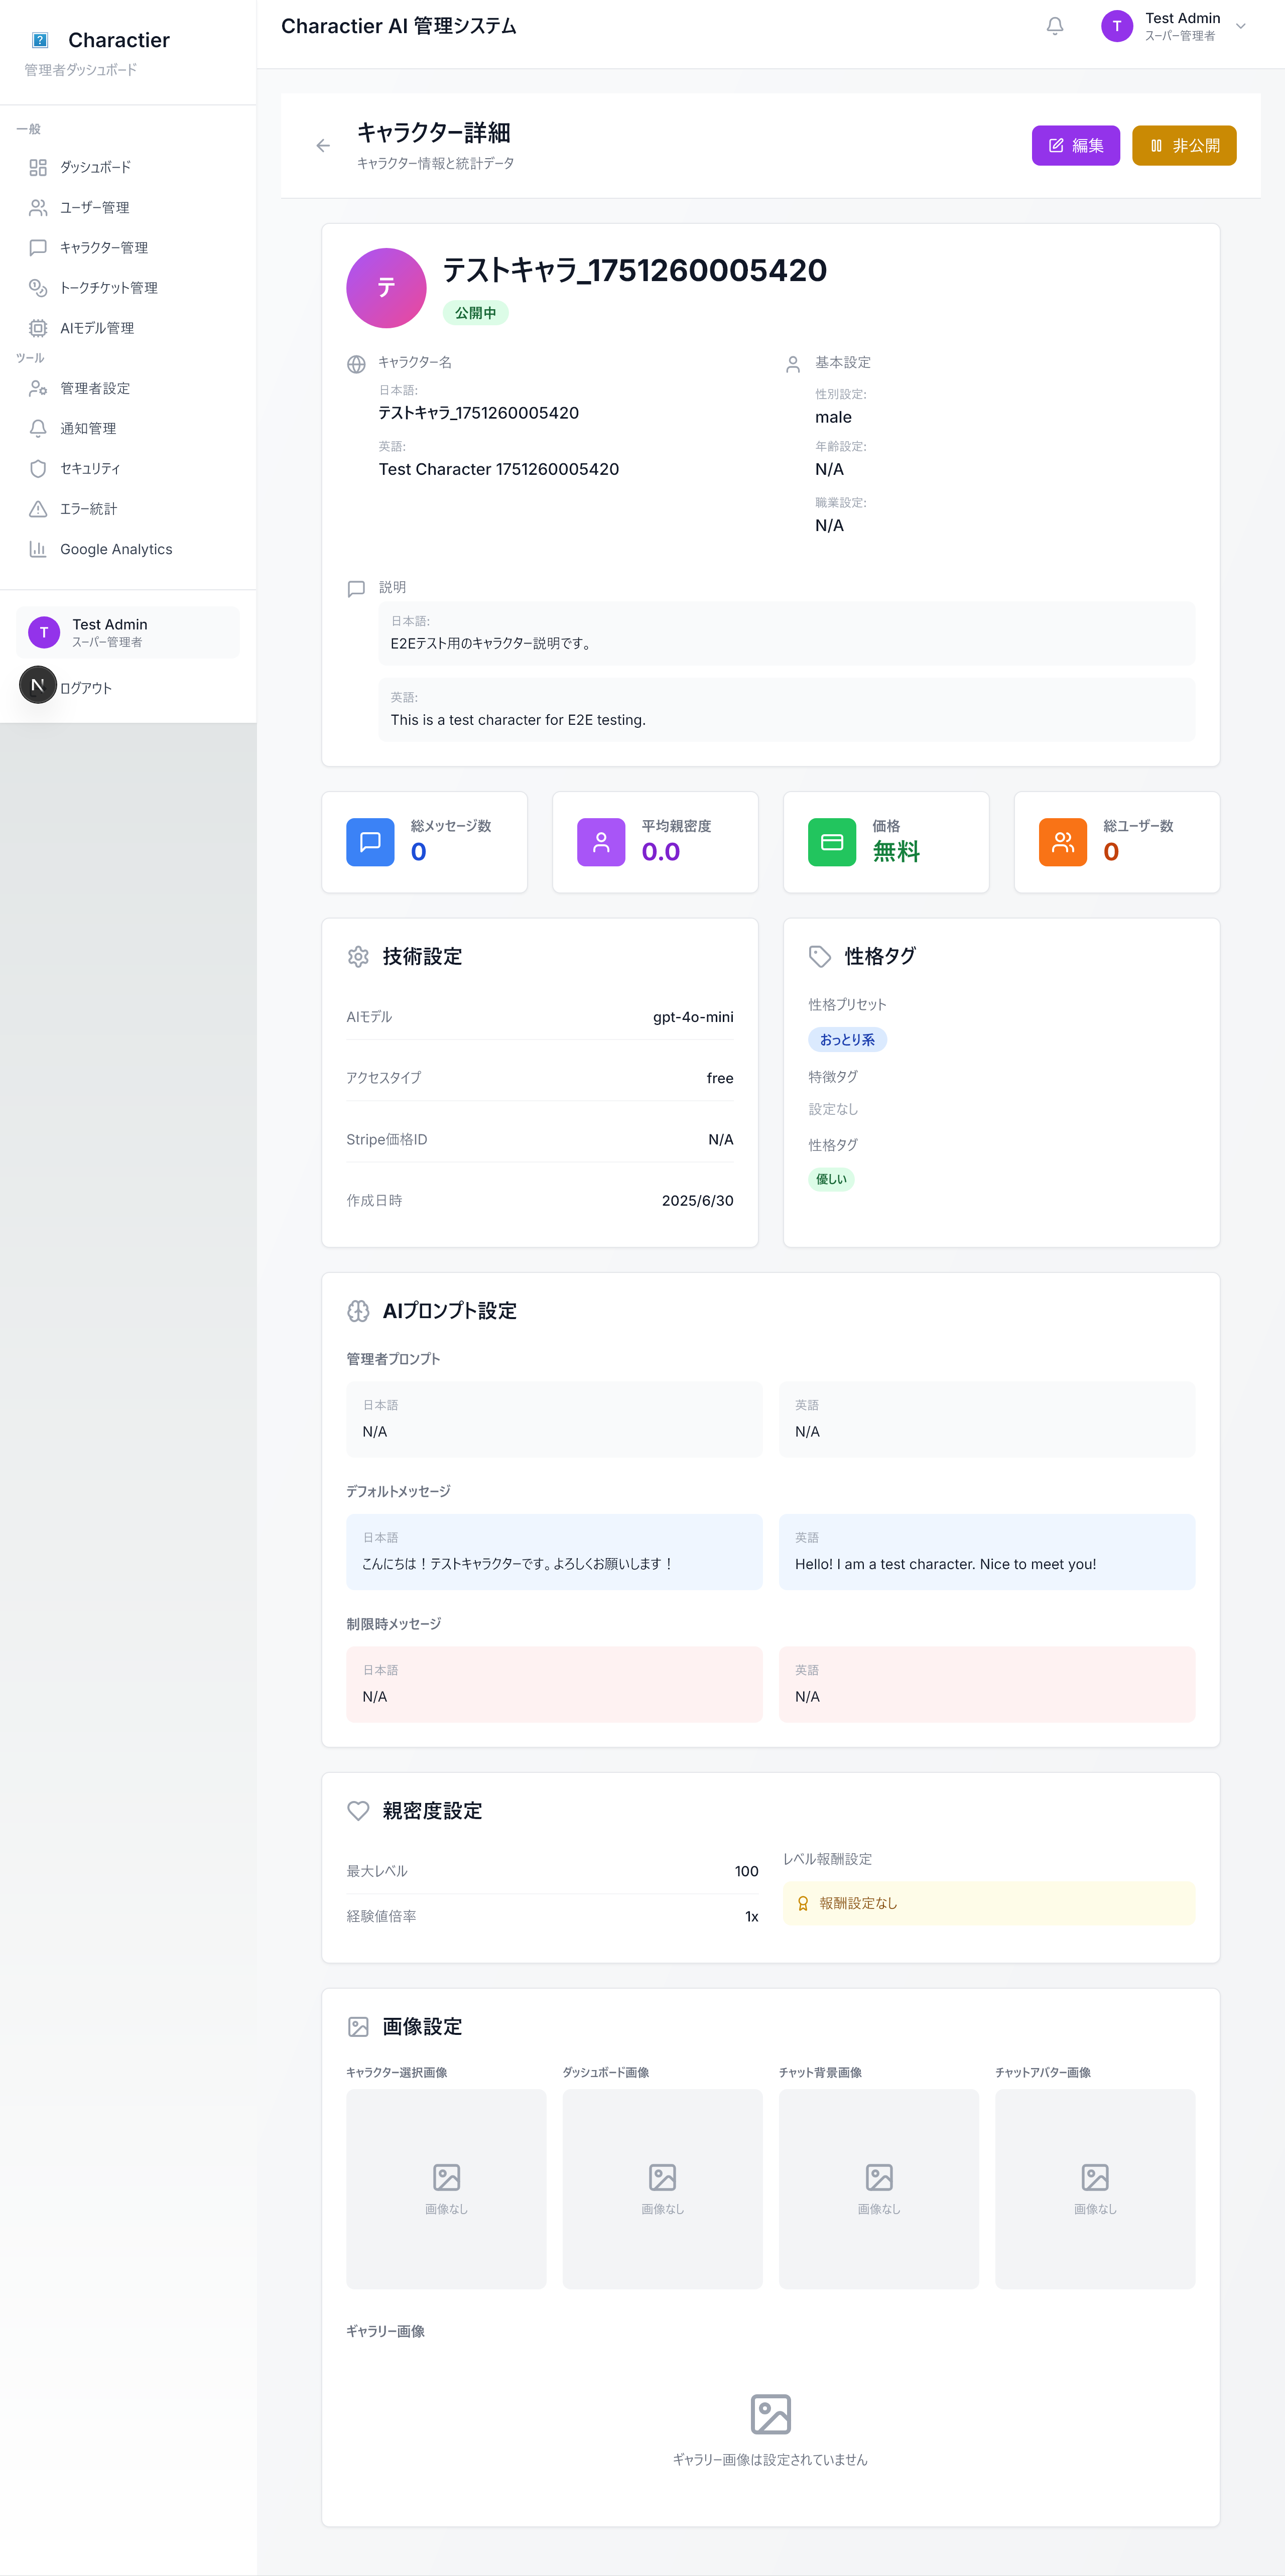 Charactier
管理者ダッシュボード
一般
ダッシュボード
ユーザー管理
キャラクター管理
トークチケット管理
AIモデル管理
ツール
管理者設定
通知管理
セキュリティ
エラー統計
Google Analytics
T
Test Admin
スーパー管理者
N
ログアウト
Charactier AI 管理システム
T
Test Admin
スーパー管理者
キャラクター詳細
キャラクター情報と統計データ
編集
非公開
テ
テストキャラ_1751260005420
公開中
キャラクター名
日本語:
テストキャラ_1751260005420
英語:
Test Character 1751260005420
基本設定
性別設定:
male
年齢設定:
N/A
職業設定:
N/A
説明
日本語:
E2Eテスト用のキャラクター説明です。
英語:
This is a test character for E2E testing.
総メッセージ数
0
平均親密度
0.0
価格
無料
総ユーザー数
0
技術設定
AIモデル
gpt-4o-mini
アクセスタイプ
free
Stripe価格ID
N/A
作成日時
2025/6/30
性格タグ
性格プリセット
おっとり系
特徴タグ
設定なし
性格タグ
優しい
AIプロンプト設定
管理者プロンプト
日本語
N/A
英語
N/A
デフォルトメッセージ
日本語
こんにちは！テストキャラクターです。よろしくお願いします！
英語
Hello! I am a test character. Nice to meet you!
制限時メッセージ
日本語
N/A
英語
N/A
親密度設定
最大レベル
100
経験値倍率
1x
レベル報酬設定
報酬設定なし
画像設定
キャラクター選択画像
画像なし
ダッシュボード画像
画像なし
チャット背景画像
画像なし
チャットアバター画像
画像なし
ギャラリー画像
ギャラリー画像は設定されていません